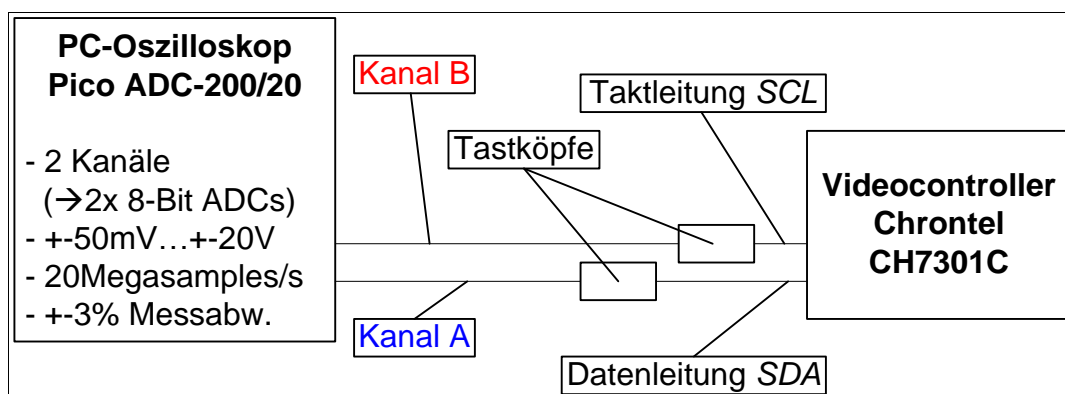 PC-Oszilloskop
Pico ADC-200/20
- 2 Kanäle
(→2x 8-Bit ADCs)
- +-50mV…+-20V
- 20Megasamples/s
- +-3% Messabw.
Kanal B
Taktleitung SCL
Tastköpfe
Kanal A
Datenleitung SDA
Videocontroller
Chrontel
CH7301C